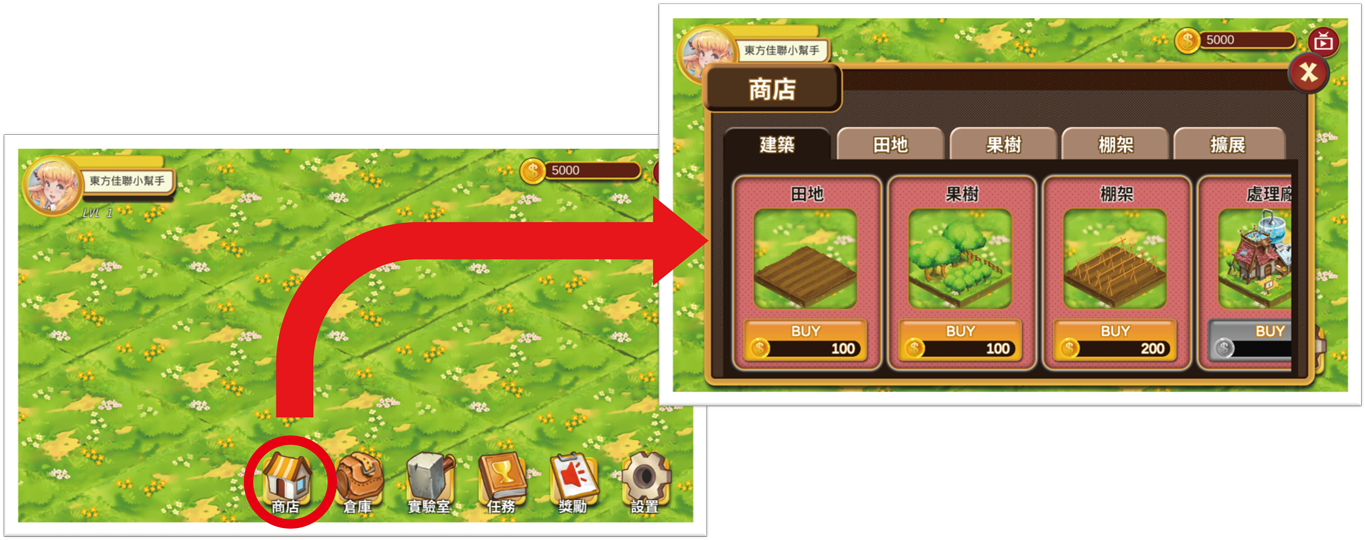 東方佳聯小幫手
5000
LVL 1
商店
倉庫
實驗室
任務
獎勵
設置
東方佳聯小幫手
5000
商店
X
建築
田地
果樹
棚架
擴展
田地
果樹
棚架
處理廠
BUY
100
BUY
100
BUY
200
BUY